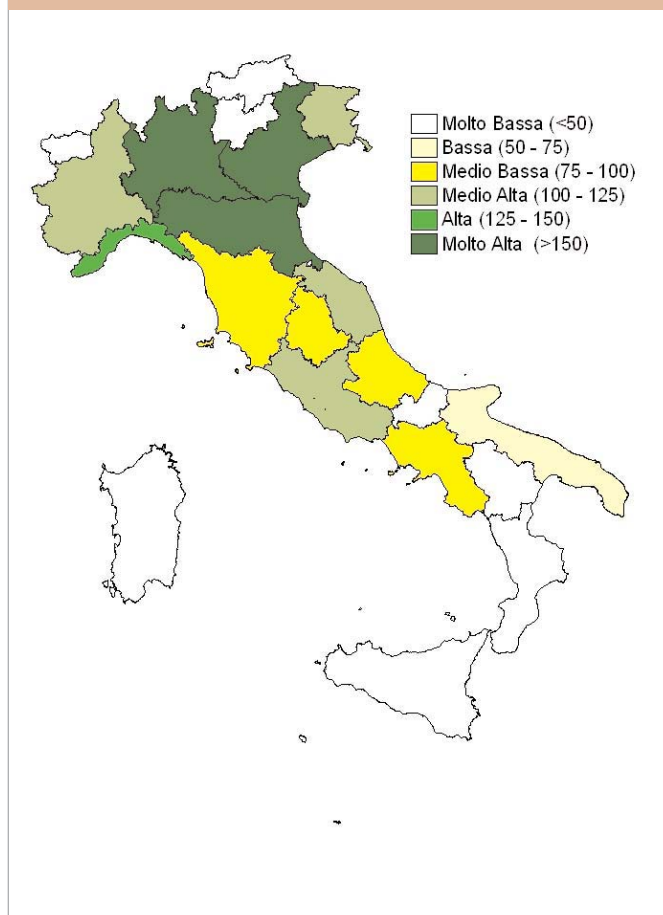 Molto Bassa (<50)
Bassa (50 - 75)
Medio Bassa (75 - 100)
Medio Alta (100 - 125)
Alta (125 - 150)
Molto Alta (>150)